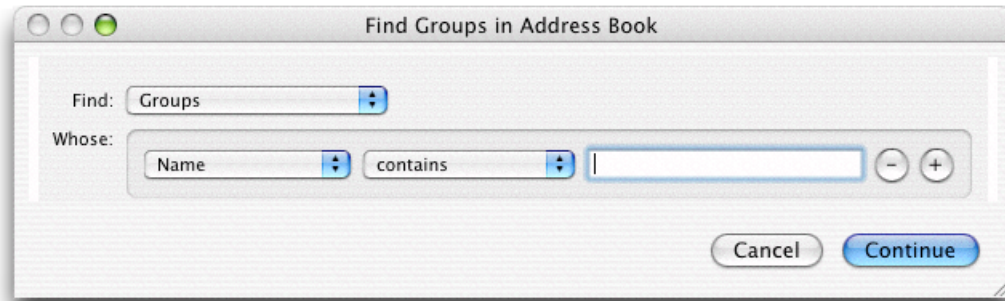 Find Groups in Address Book
Find: Groups
Whose:
Name contains - +
Cancel Continue